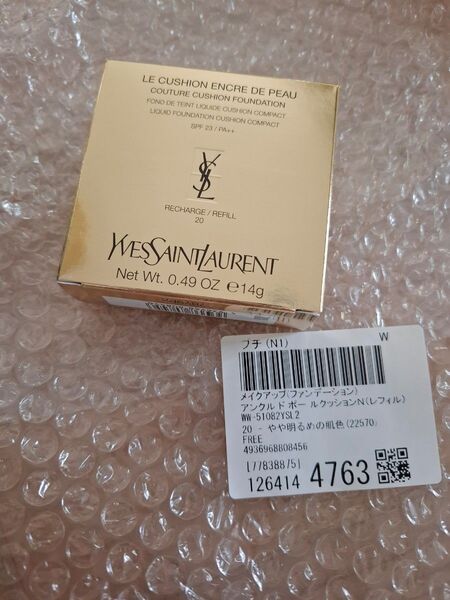 LE CUSHION ENCRE DE PEAU
COUTURE CUSHION FOUNDATION
FOND DE TEINT LIQUIDE CUSHION COMPACT
LIQUID FOUNDATION CUSHION COMPACT
SPF 23 / PA++
YSL
RECHARGE / REFILL
20
YVESSAINTLAURENT
Net Wt. 0.49 OZ ℮14g
フチ(N1) W
メイクアップ(ファンデーション)
アンクル ド ポー ルクッションN(レフィル)
WW-51082YSL2
20 - やや明るめの肌色(22570)
FREE
4936968808456
[77838875]
126414 4763